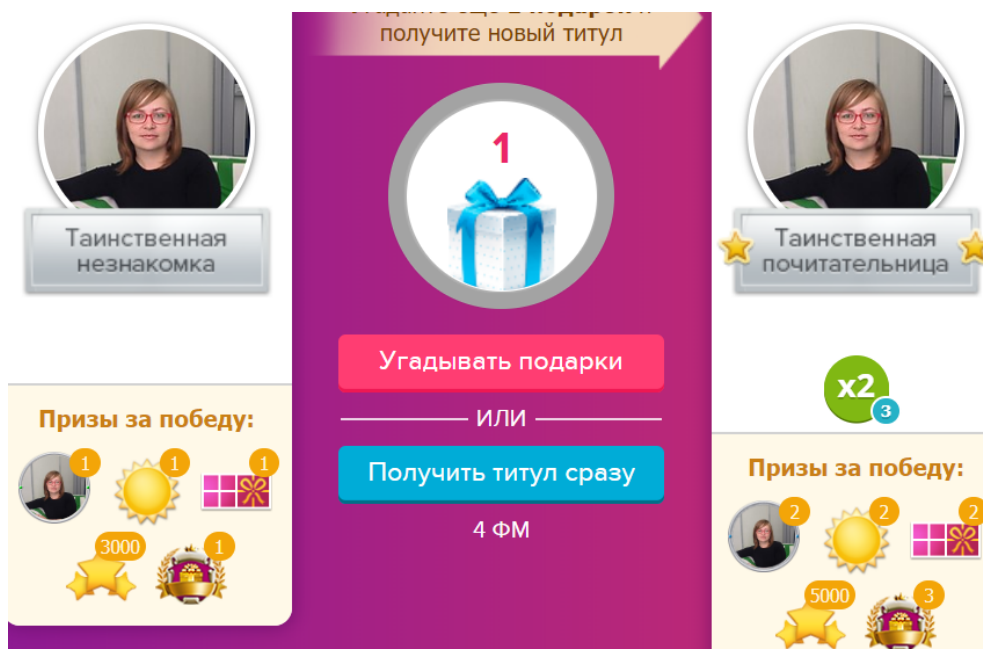 Таинственная
незнакомка
Призы за победу:
1
1
1
3000
1
получите новый титул
1
Угадывать подарки
ИЛИ
Получить титул сразу
4 ФМ
Таинственная
почитательница
x2
3
Призы за победу:
2
2
2
5000
3